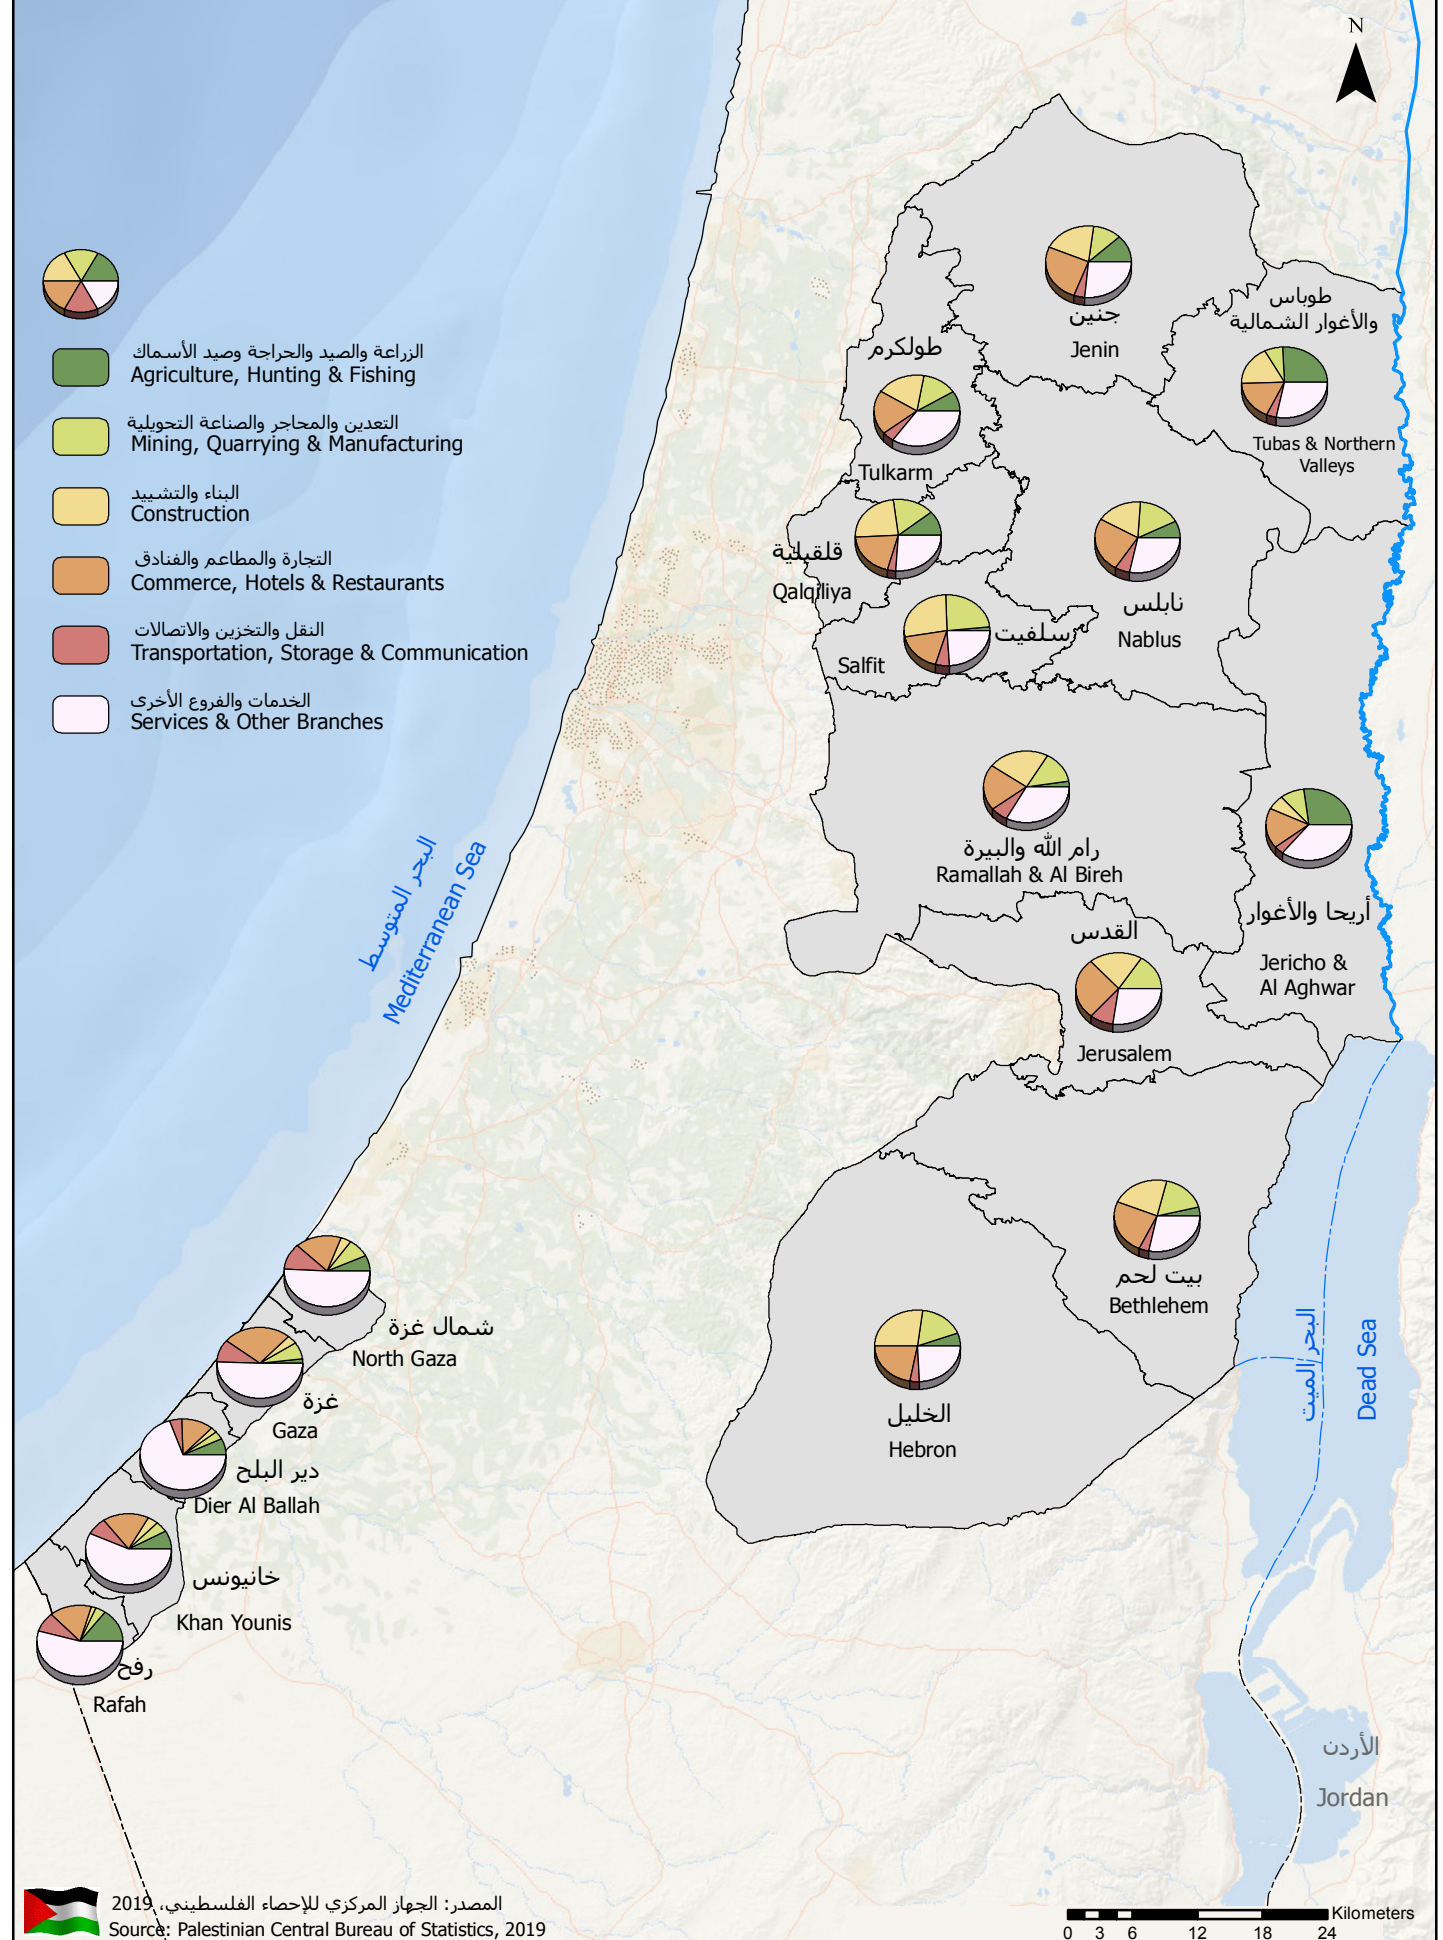 N
الزراعة والصيد والحراجة وصيد الأسماك
Agriculture, Hunting & Fishing
التعدين والمحاجر والصناعة التحويلية
Mining, Quarrying & Manufacturing
البناء والتشييد
Construction
التجارة والمطاعم والفنادق
Commerce, Hotels & Restaurants
النقل والتخزين والاتصالات
Transportation, Storage & Communication
الخدمات والفروع الأخرى
Services & Other Branches
جنين
Jenin
طوباس
والأغوار الشمالية
Tubas & Northern
Valleys
طولكرم
Tulkarm
قلقيلية
Qalqiliya
نابلس
Nablus
سلفيت
Salfit
رام الله والبيرة
Ramallah & Al Bireh
أريحا والأغوار
Jericho &
Al Aghwar
القدس
Jerusalem
بيت لحم
Bethlehem
الخليل
Hebron
البحر المتوسط
Mediterranean Sea
البحر الميت
Dead Sea
شمال غزة
North Gaza
غزة
Gaza
دير البلح
Dier Al Ballah
خانيونس
Khan Younis
رفح
Rafah
الأردن
Jordan
المصدر: الجهاز المركزي للإحصاء الفلسطيني، 2019
Source: Palestinian Central Bureau of Statistics, 2019
Kilometers
0 3 6 12 18 24